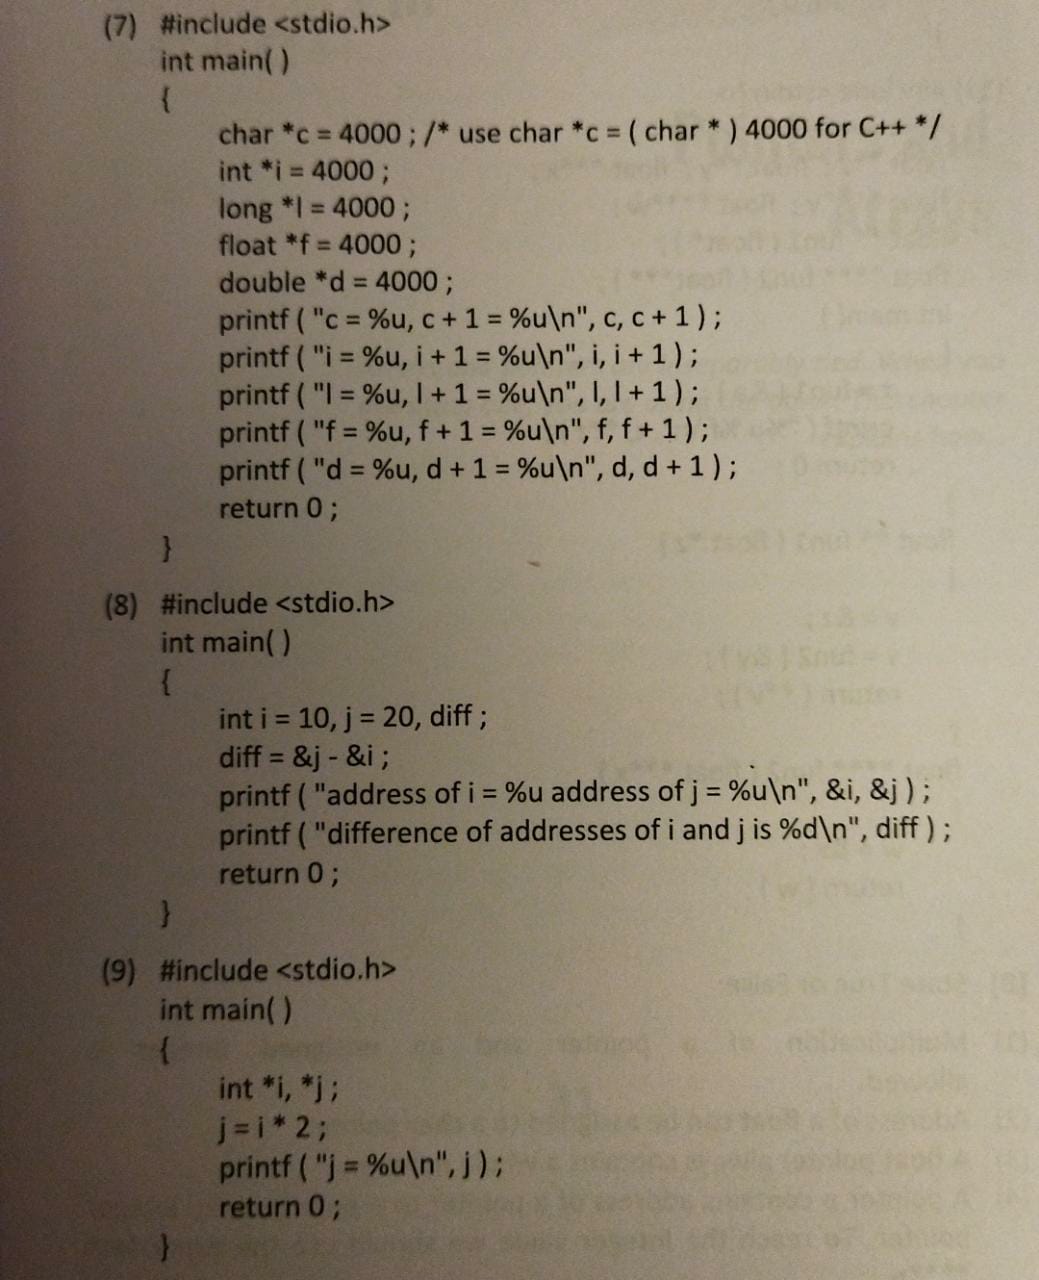 (7) #include <stdio.h>
int main( )
{
char *c = 4000 ; /* use char *c = ( char * ) 4000 for C++ */
int *i = 4000 ;
long *l = 4000 ;
float *f = 4000 ;
double *d = 4000 ;
printf ( "c = %u, c + 1 = %u\n", c, c + 1 ) ;
printf ( "i = %u, i + 1 = %u\n", i, i + 1 ) ;
printf ( "l = %u, l + 1 = %u\n", l, l + 1 ) ;
printf ( "f = %u, f + 1 = %u\n", f, f + 1 ) ;
printf ( "d = %u, d + 1 = %u\n", d, d + 1 ) ;
return 0 ;
}
(8) #include <stdio.h>
int main( )
{
int i = 10, j = 20, diff ;
diff = &j - &i ;
printf ( "address of i = %u address of j = %u\n", &i, &j ) ;
printf ( "difference of addresses of i and j is %d\n", diff ) ;
return 0 ;
}
(9) #include <stdio.h>
int main( )
{
int *i, *j ;
j = i * 2 ;
printf ( "j = %u\n", j ) ;
return 0 ;
}